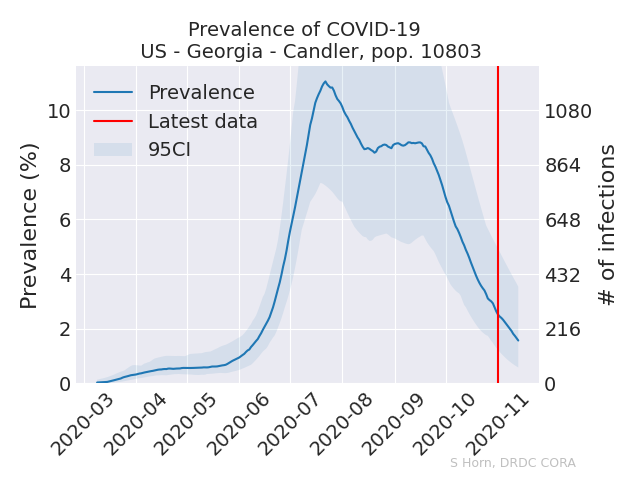 Prevalence of COVID-19
US - Georgia - Candler, pop. 10803
Prevalence
Latest data
95CI
Prevalence (%)
10
8
6
4
2
0
1080
864
648
432
216
0
# of infections
2020-03
2020-04
2020-05
2020-06
2020-07
2020-08
2020-09
2020-10
2020-11
S Horn, DRDC CORA